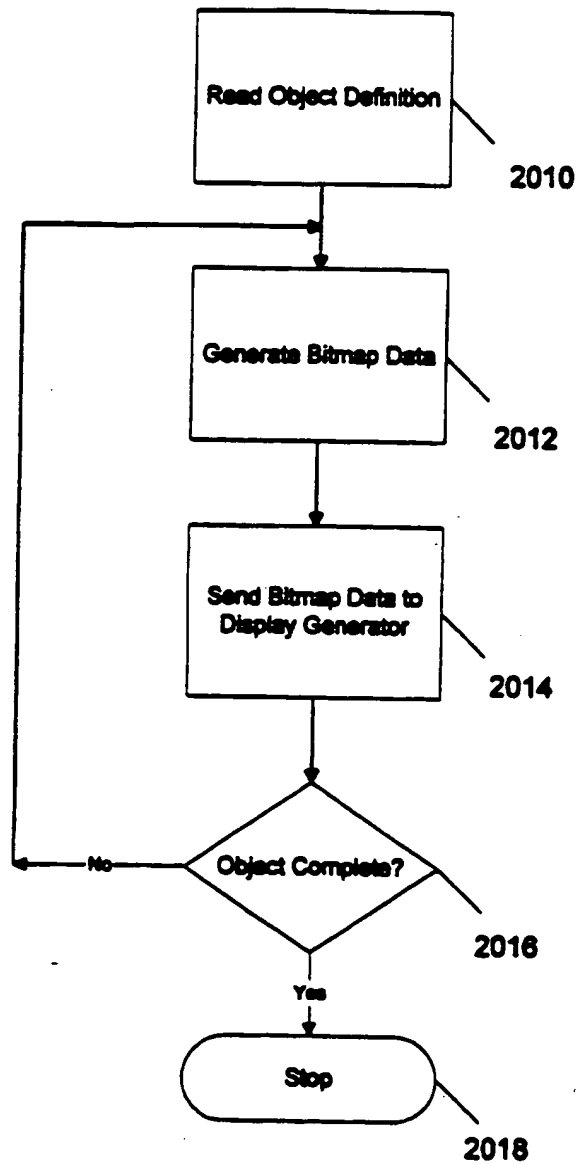 Read Object Definition
2010
Generate Bitmap Data
2012
Send Bitmap Data to
Display Generator
2014
Object Complete?
No
2016
Yes
Stop
2018